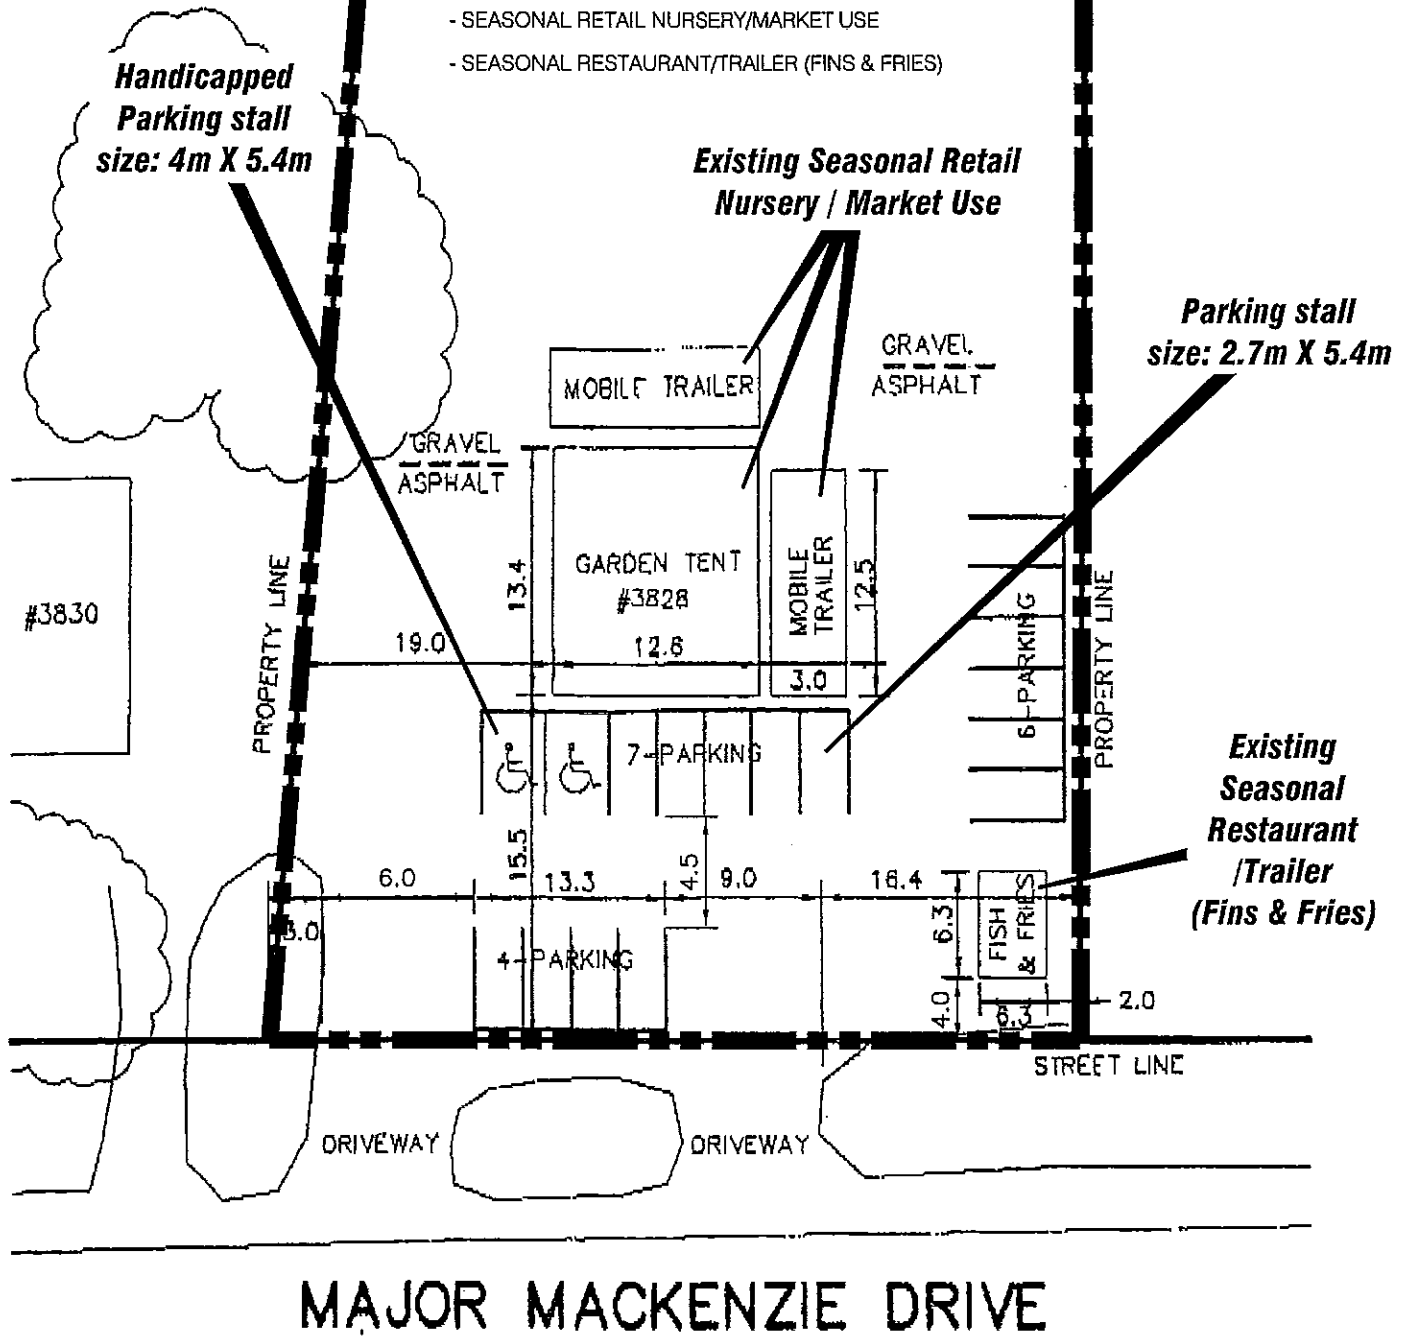 - SEASONAL RETAIL NURSERY/MARKET USE
- SEASONAL RESTAURANT/TRAILER (FINS & FRIES)
Handicapped
Parking stall
size: 4m X 5.4m
Existing Seasonal Retail
Nursery / Market Use
Parking stall
size: 2.7m X 5.4m
GRAVEL
ASPHALT
MOBILE TRAILER
GRAVEL
ASPHALT
GARDEN TENT
#3828
MOBILE
TRAILER
13.4
12.5
19.0
12.6
3.0
#3830
PROPERTY LINE
6-PARKING
PROPERTY LINE
7-PARKING
Existing
Seasonal
Restaurant
/Trailer
(Fins & Fries)
15.5
4.5
6.0
13.3
9.0
16.4
3.0
6.3
FISH
& FRIES
4-PARKING
4.0
6.3
2.0
STREET LINE
DRIVEWAY
DRIVEWAY
MAJOR MACKENZIE DRIVE